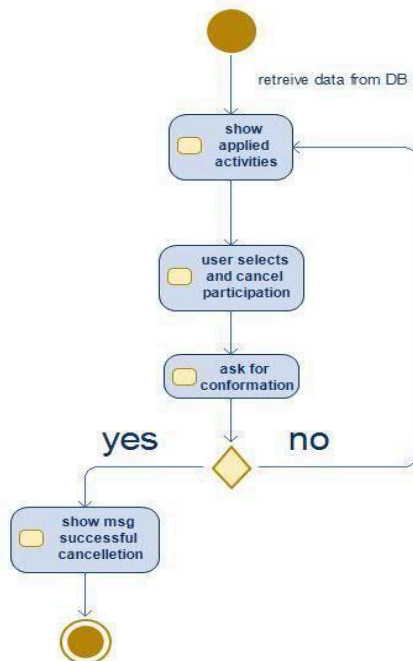 retreive data from DB
show
applied
activities
user selects
and cancel
participation
ask for
conformation
yes
no
show msg
successful
cancelletion